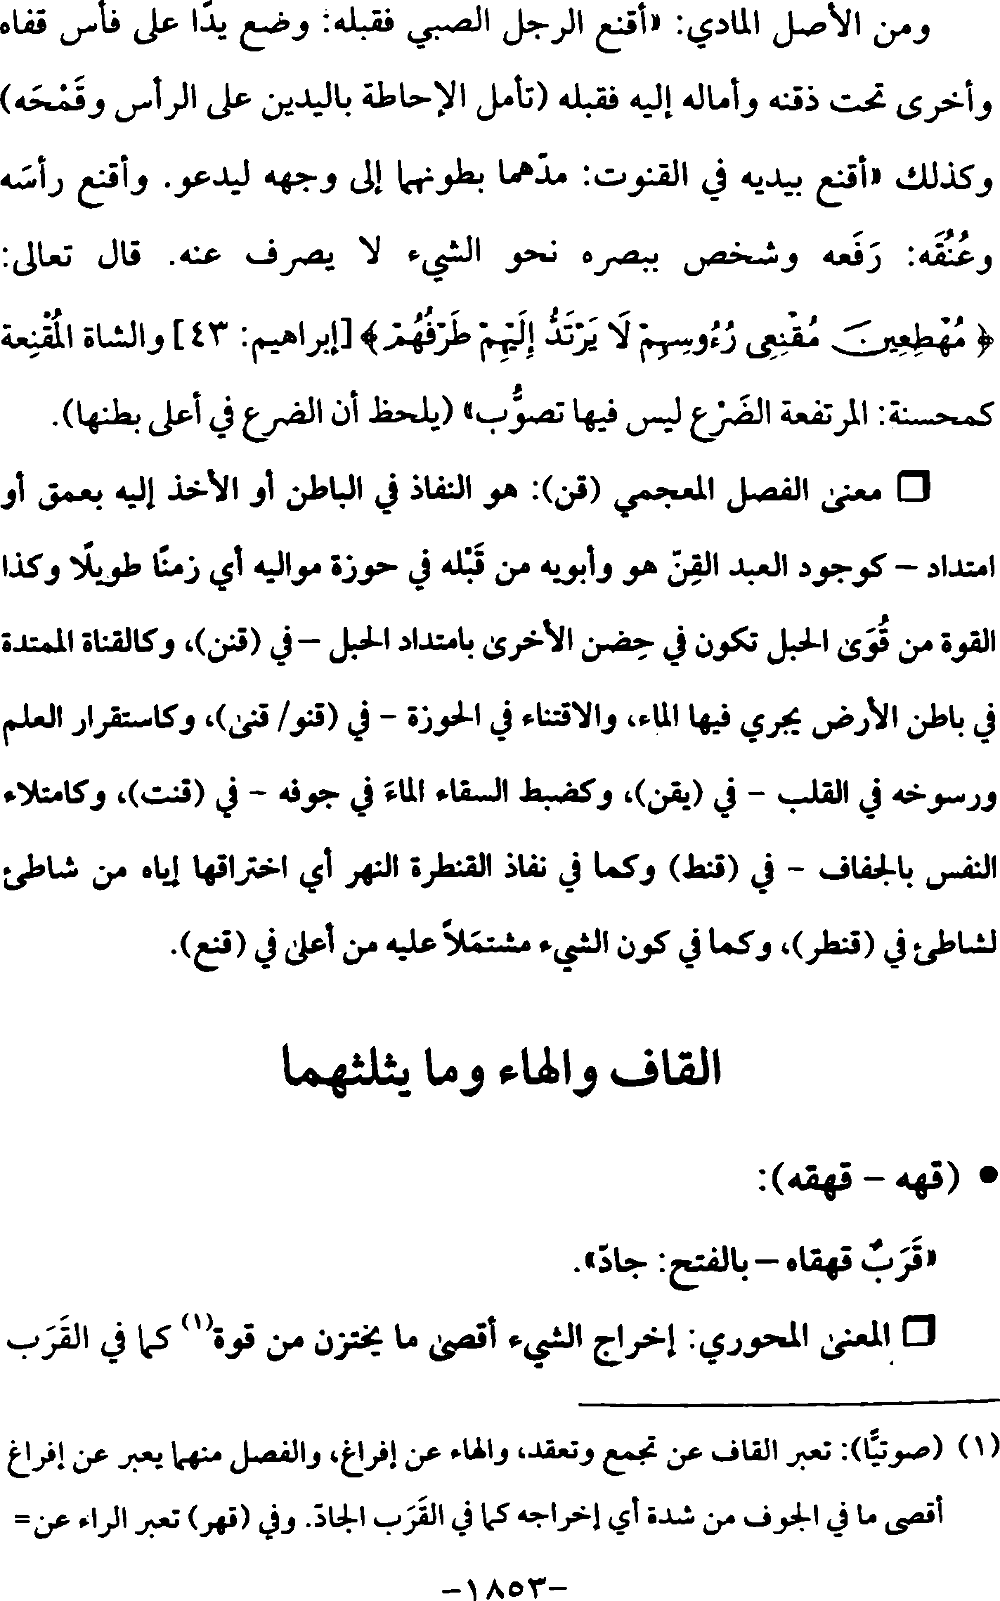 ومن الأصل المادي: «أقنع الرجل الصبي فقبله: وضع يدًا على فأس قفاه
وأخرى تحت ذقنه وأماله إليه فقبله (تأمل الإحاطة باليدين على الرأس وقَمْحَه)
وكذلك «أقنع بيديه في القنوت: مدّهما بطونهما إلى وجهه ليدعو. وأقنع رأسَه
وعُنُقَه: رَفَعه وشخص ببصره نحو الشيء لا يصرف عنه. قال تعالى:
﴿مُهْطِعِينَ مُقْنِعِى رُءُوسِهِمْ لَا يَرْتَدُّ إِلَيْهِمْ طَرْفُهُمْ﴾ [إبراهيم: ٤٣] والشاة المُقْنِعة
كمحسنة: المرتفعة الضَرْع ليس فيها تصوُّب» (يلحظ أن الضرع في أعلى بطنها).
□ معنى الفصل المعجمي (قن): هو النفاذ في الباطن أو الأخذ إليه بعمق أو
امتداد – كوجود العبد القِنّ هو وأبويه من قَبْله في حوزة مواليه أي زمنًا طويلًا وكذا
القوة من قُوَى الحبل تكون في حِضن الأخرى بامتداد الحبل – في (قنن)، وكالقناة الممتدة
في باطن الأرض يجري فيها الماء، والاقتناء في الحوزة – في (قنو/ قنى)، وكاستقرار العلم
ورسوخه في القلب – في (يقن)، وكضبط السقاء الماءَ في جوفه – في (قنت)، وكامتلاء
النفس بالجفاف – في (قنط) وكما في نفاذ القنطرة النهر أي اختراقها إياه من شاطئ
لشاطئ في (قنطر)، وكما في كون الشيء مشتمَلاً عليه من أعلى في (قنع).
القاف والهاء وما يثلثهما
• (قهه – قهقه):
«قَرَبٌ قهقاه – بالفتح: جادّ».
□ المعنى المحوري: إخراج الشيء أقصى ما يختزن من قوة(١) كما في القَرَب
(١) (صوتيًّا): تعبر القاف عن تجمع وتعقد، والهاء عن إفراغ، والفصل منهما يعبر عن إفراغ
أقصى ما في الجوف من شدة أي إخراجه كما في القَرَب الجادّ. وفي (قهر) تعبر الراء عن=
–١٨٥٣–